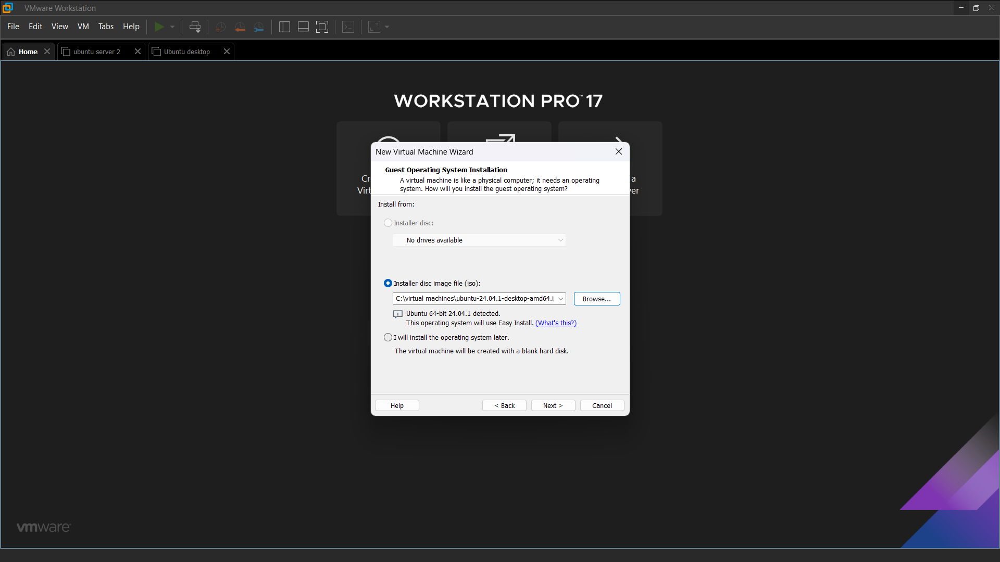 VMware Workstation
File Edit View VM Tabs Help
Home
ubuntu server 2
Ubuntu desktop
WORKSTATION PRO™ 17
Cr
Virt
a
ver
New Virtual Machine Wizard
Guest Operating System Installation
A virtual machine is like a physical computer; it needs an operating
system. How will you install the guest operating system?
Install from:
Installer disc:
No drives available
Installer disc image file (iso):
C:\virtual machines\ubuntu-24.04.1-desktop-amd64.i
Browse...
Ubuntu 64-bit 24.04.1 detected.
This operating system will use Easy Install. (What's this?)
I will install the operating system later.
The virtual machine will be created with a blank hard disk.
Help
< Back
Next >
Cancel
vmware